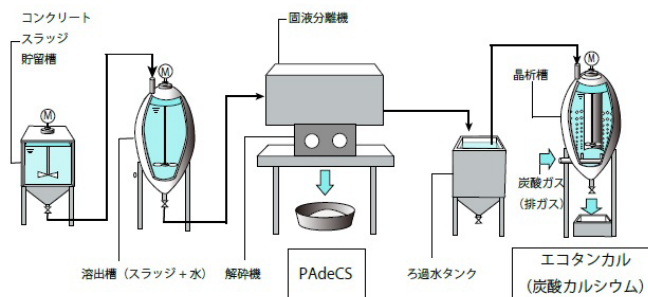 コンクリート
スラッジ
貯留槽
固液分離機
M
M
M
晶析槽
炭酸ガス
(排ガス)
溶出槽(スラッジ+水)
解砕機
PAdeCS
ろ過水タンク
エコタンカル
(炭酸カルシウム)